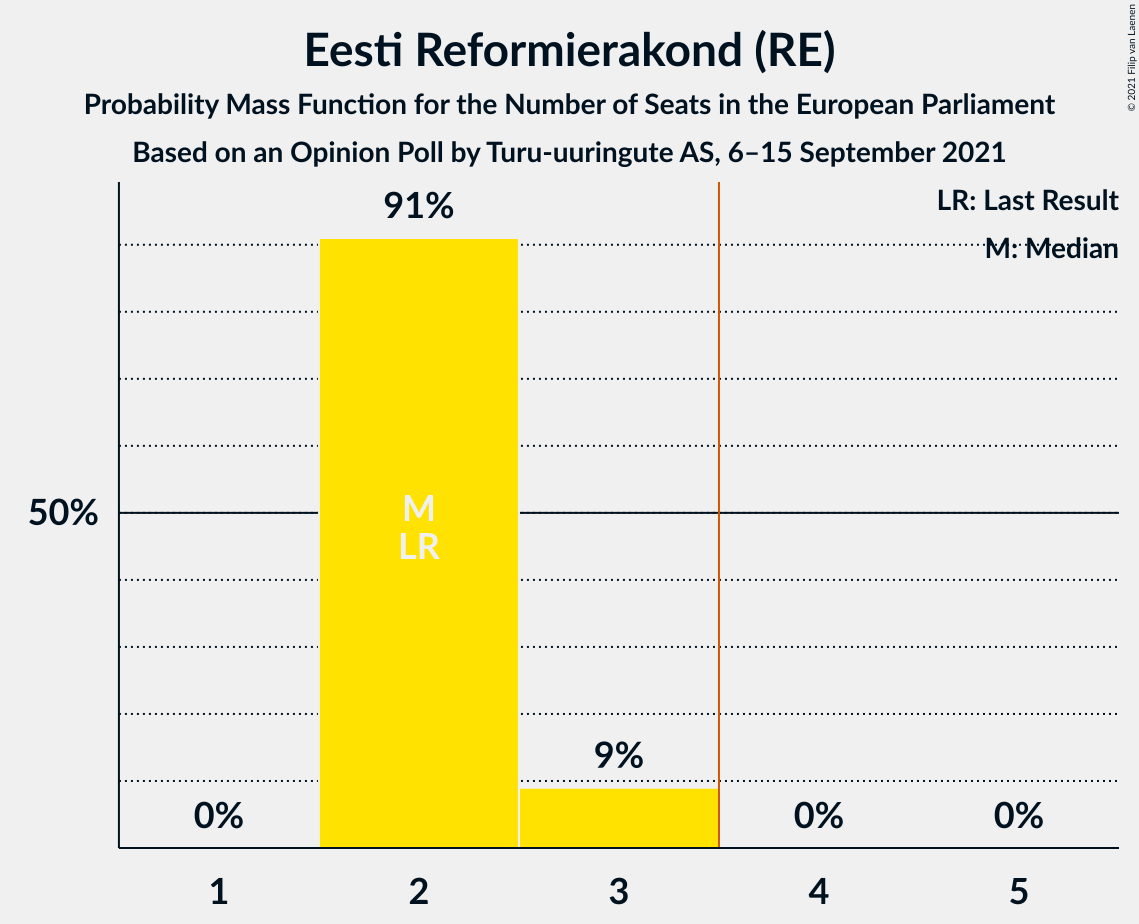 Eesti Reformierakond (RE)
Probability Mass Function for the Number of Seats in the European Parliament
Based on an Opinion Poll by Turu-uuringute AS, 6–15 September 2021
© 2021 Filip van Laenen
LR: Last Result
M: Median
91%
50%
M
LR
9%
0%
0%
0%
1
2
3
4
5